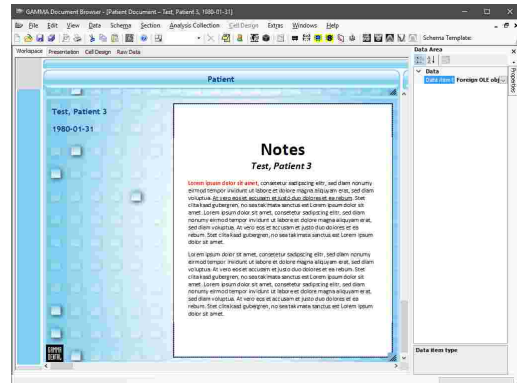 GAMMA Document Browser - [Patient Document - Test, Patient 3, 1980-01-31]
File Edit View Data Schema Section Analysis Collection Cell Design Extras Windows Help
Schema Template:
Workspace Presentation Cell Design Raw Data
Data Area
Patient
Data
Data item 1 Foreign OLE obj
Properties
Test, Patient 3
1980-01-31
Notes
Test, Patient 3
Lorem ipsum dolor sit amet, consetetur sadipscing elitr, sed diam nonumy
eirmod tempor invidunt ut labore et dolore magna aliquyam erat, sed diam
voluptua. At vero eos et accusam et justo duo dolores et ea rebum. Stet
clita kasd gubergren, no sea takimata sanctus est Lorem ipsum dolor sit
amet. Lorem ipsum dolor sit amet, consetetur sadipscing elitr, sed diam
nonumy eirmod tempor invidunt ut labore et dolore magna aliquyam erat,
sed diam voluptua. At vero eos et accusam et justo duo dolores et ea
rebum. Stet clita kasd gubergren, no sea takimata sanctus est Lorem ipsum
dolor sit amet.
Lorem ipsum dolor sit amet, consetetur sadipscing elitr, sed diam nonumy
eirmod tempor invidunt ut labore et dolore magna aliquyam erat, sed diam
voluptua. At vero eos et accusam et justo duo dolores et ea rebum. Stet
clita kasd gubergren, no sea takimata sanctus est Lorem ipsum dolor sit
amet. Lorem ipsum dolor sit amet, consetetur sadipscing elitr, sed diam
nonumy eirmod tempor invidunt ut labore et dolore magna aliquyam erat,
sed diam voluptua. At vero eos et accusam et justo duo dolores et ea
rebum. Stet clita kasd gubergren, no sea takimata sanctus est Lorem ipsum
dolor sit amet.
GAMMA
DENTAL
Data item type